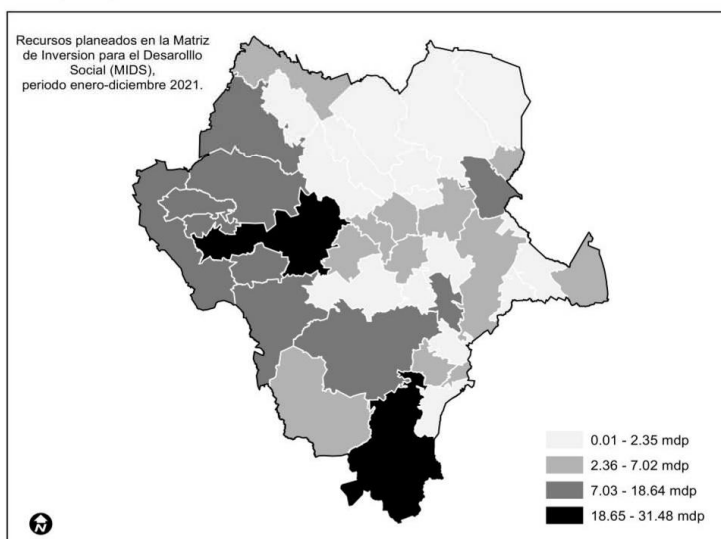 Recursos planeados en la Matriz
de Inversion para el Desarolllo
Social (MIDS),
periodo enero-diciembre 2021.
0.01 - 2.35 mdp
2.36 - 7.02 mdp
7.03 - 18.64 mdp
18.65 - 31.48 mdp
N